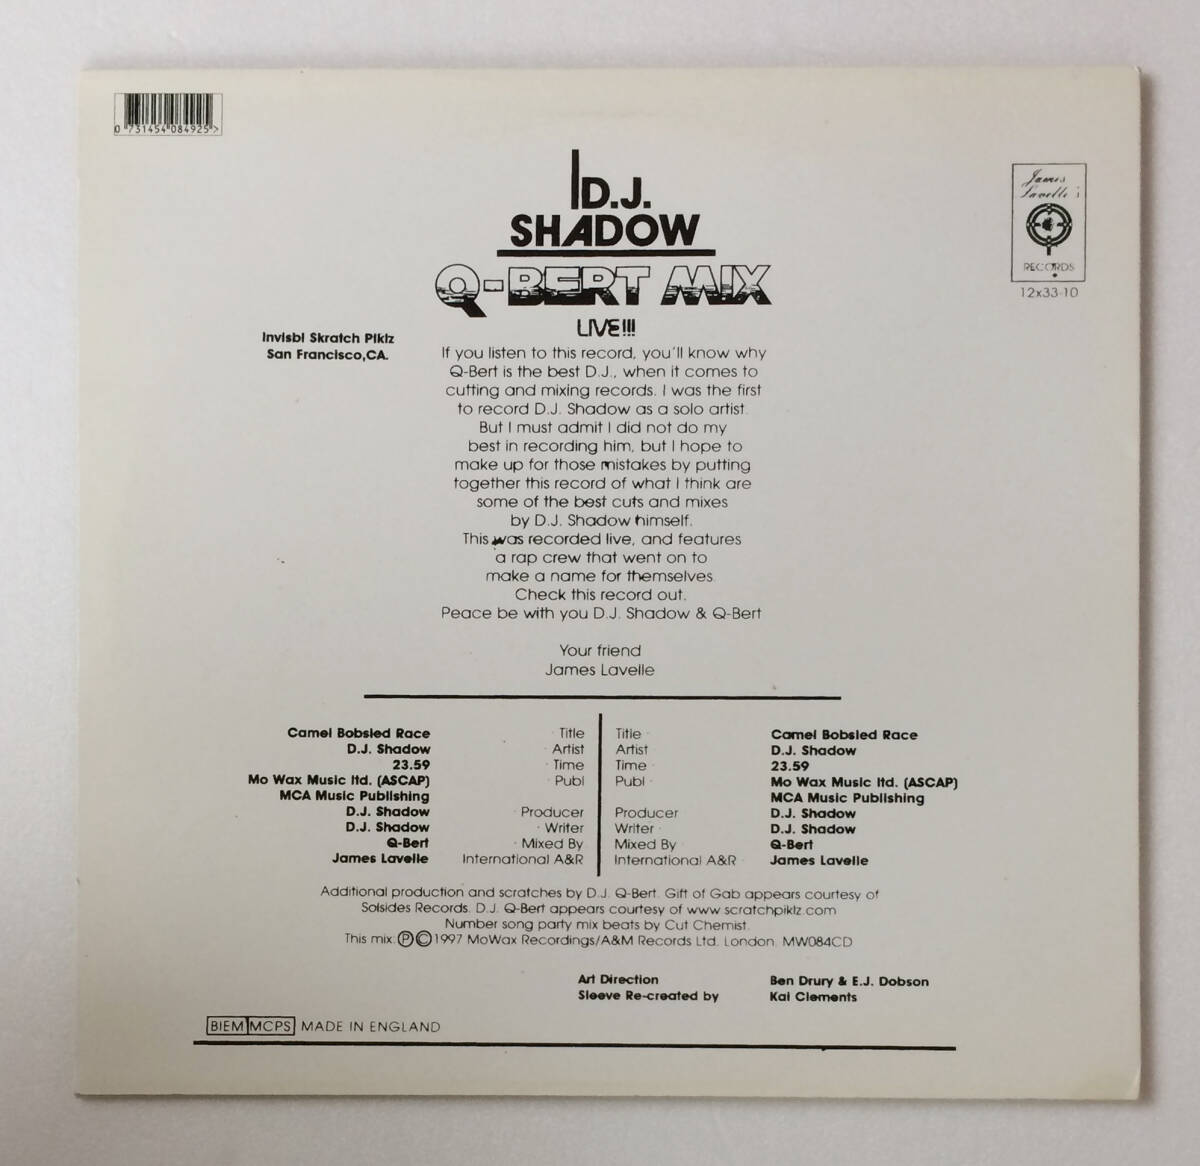 0 731454 084925 >
D.J.
SHADOW
Q-BERT MIX
LIVE!!!
James
Lavelle's
RECORDS
12x33-10
Invisbl Skratch Piklz
San Francisco,CA.
If you listen to this record, you'll know why
Q-Bert is the best D.J., when it comes to
cutting and mixing records. I was the first
to record D.J. Shadow as a solo artist.
But I must admit I did not do my
best in recording him, but I hope to
make up for those mistakes by putting
together this record of what I think are
some of the best cuts and mixes
by D.J. Shadow himself.
This was recorded live, and features
a rap crew that went on to
make a name for themselves.
Check this record out.
Peace be with you D.J. Shadow & Q-Bert
Your friend
James Lavelle
Camel Bobsled Race · Title
D.J. Shadow · Artist
23.59 · Time
Mo Wax Music ltd. (ASCAP) · Publ
MCA Music Publishing
D.J. Shadow · Producer
D.J. Shadow · Writer
Q-Bert · Mixed By
James Lavelle International A&R
Title · Camel Bobsled Race
Artist D.J. Shadow
Time · 23.59
Publ · Mo Wax Music ltd. (ASCAP)
MCA Music Publishing
Producer D.J. Shadow
Writer · D.J. Shadow
Mixed By · Q-Bert
International A&R · James Lavelle
Additional production and scratches by D.J. Q-Bert. Gift of Gab appears courtesy of
Solsides Records. D.J. Q-Bert appears courtesy of www.scratchpiklz.com
Number song party mix beats by Cut Chemist.
This mix: ℗©1997 MoWax Recordings/A&M Records Ltd. London. MW084CD
Art Direction Ben Drury & E.J. Dobson
Sleeve Re-created by Kai Clements
BIEM MCPS MADE IN ENGLAND